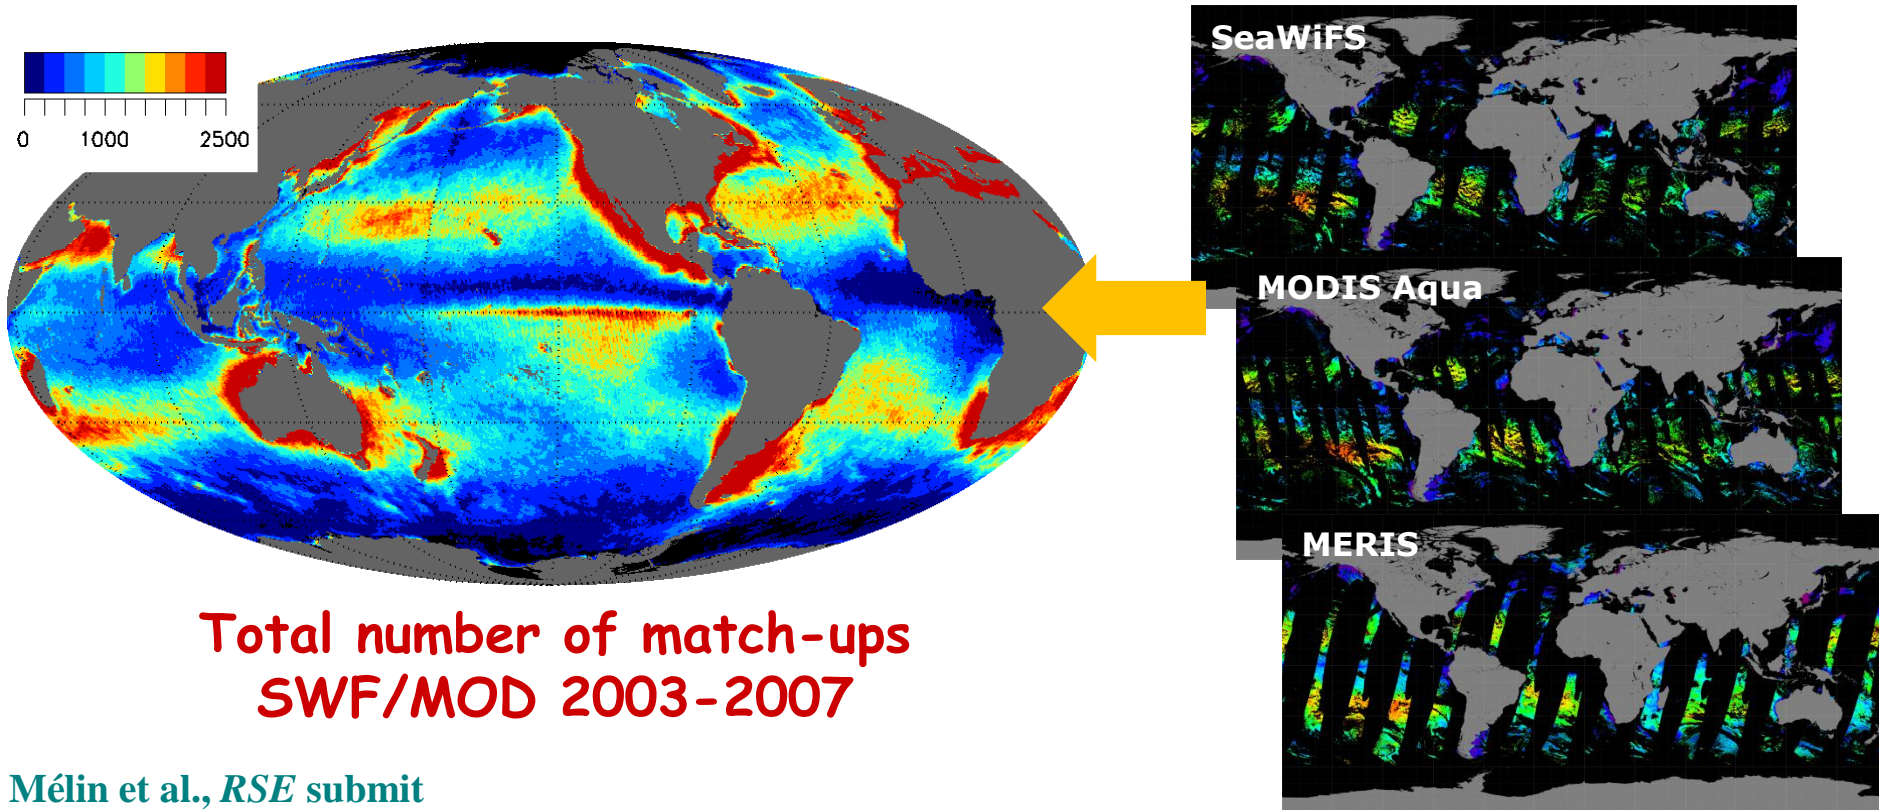 0 1000 2500
SeaWiFS
MODIS Aqua
MERIS
Total number of match-ups
SWF/MOD 2003-2007
Mélin et al., RSE submit